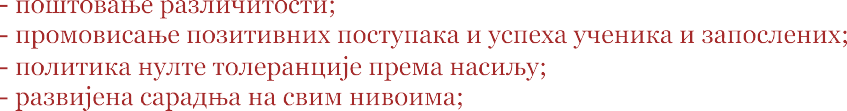 - поштовање различитости;
- промовисање позитивних поступака и успеха ученика и запослених;
- политика нулте толеранције према насиљу;
- развијена сарадња на свим нивоима;